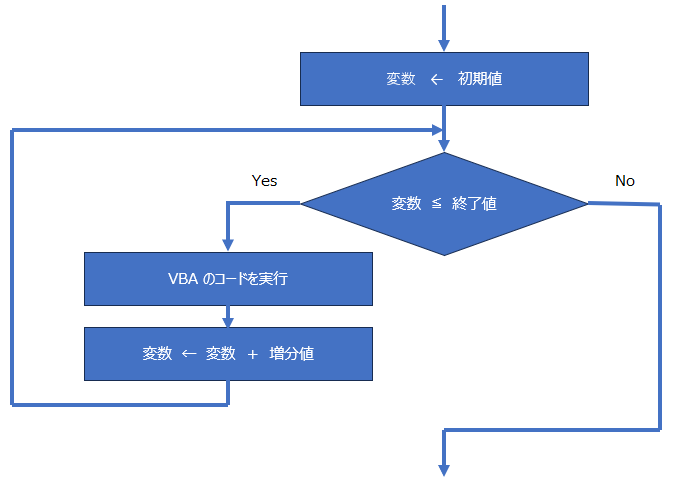 変数 ← 初期値
変数 ≦ 終了値
Yes
No
VBA のコードを実行
変数 ← 変数 + 増分値